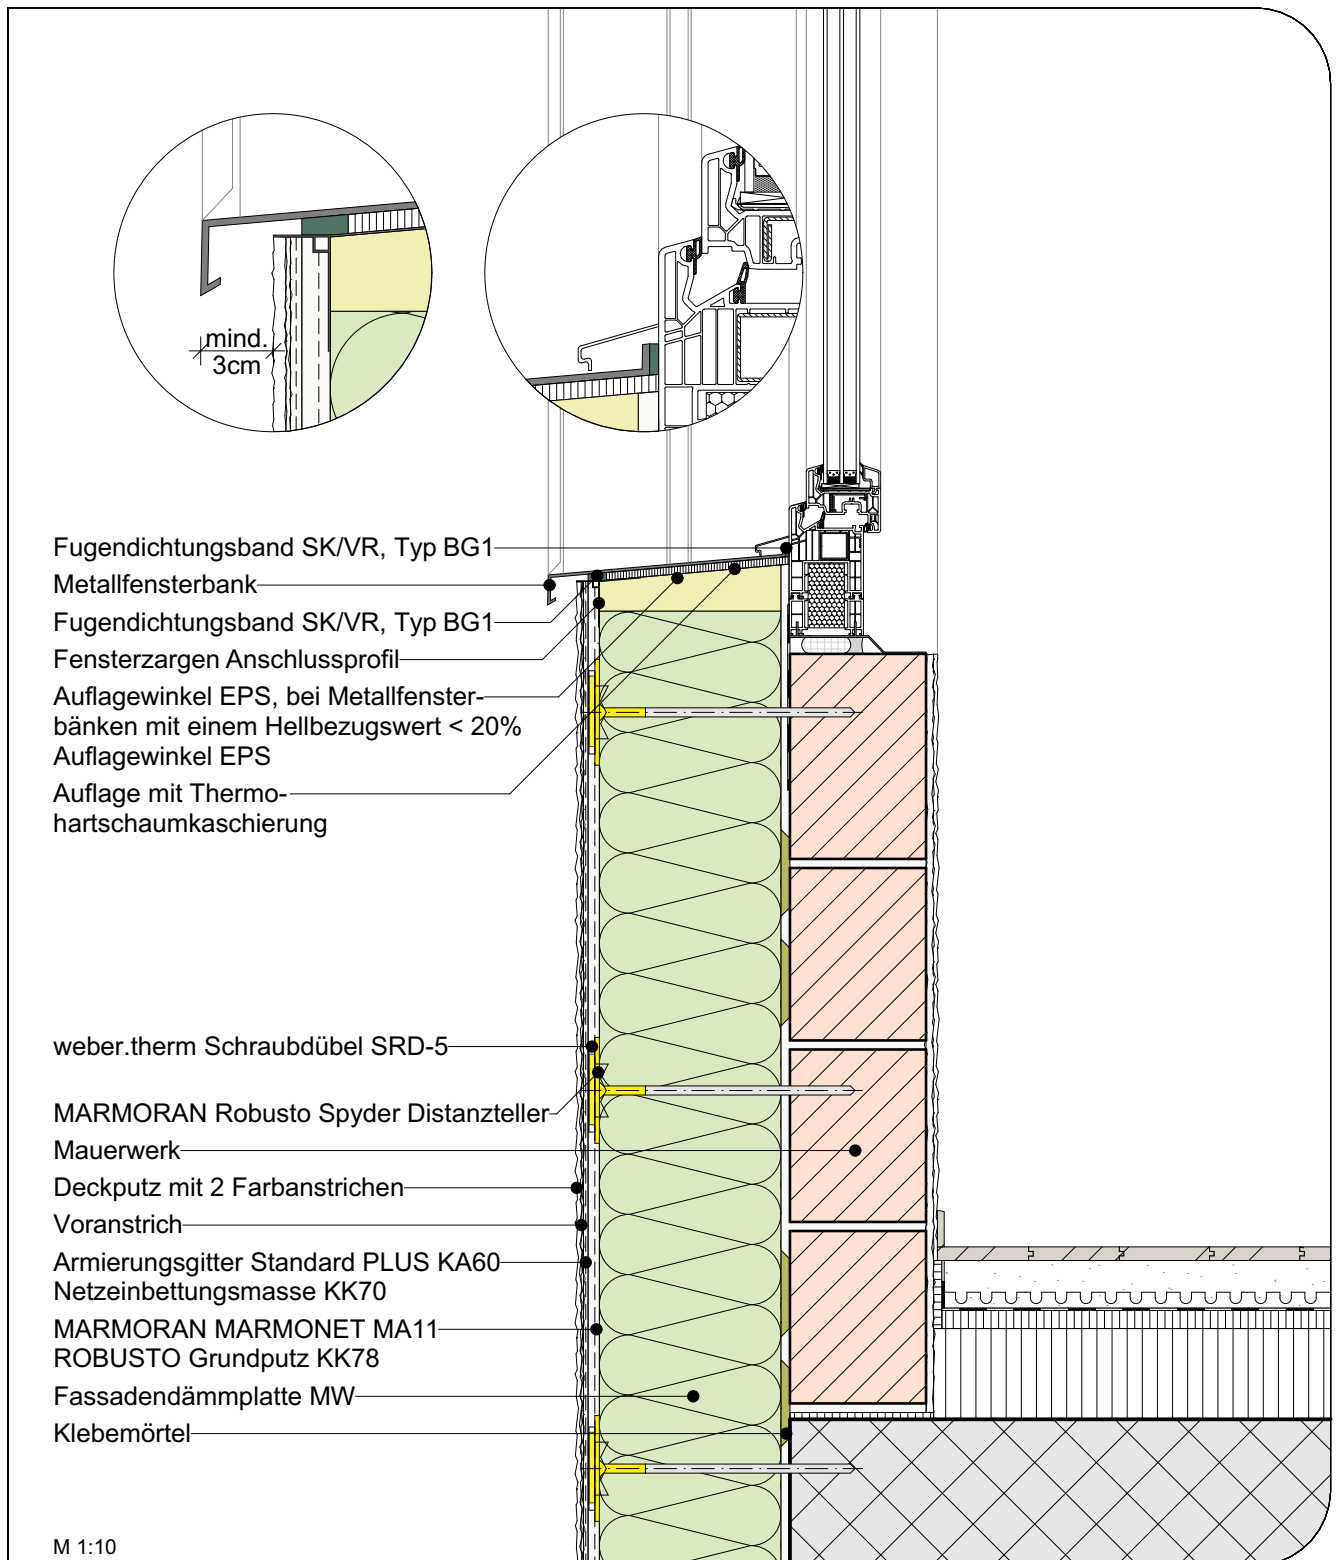 mind.
3cm
Fugendichtungsband SK/VR, Typ BG1
Metallfensterbank
Fugendichtungsband SK/VR, Typ BG1
Fensterzargen Anschlussprofil
Auflagewinkel EPS, bei Metallfenster-
bänken mit einem Hellbezugswert < 20%
Auflagewinkel EPS
Auflage mit Thermo-
hartschaumkaschierung
weber.therm Schraubdübel SRD-5
MARMORAN Robusto Spyder Distanzteller
Mauerwerk
Deckputz mit 2 Farbanstrichen
Voranstrich
Armierungsgitter Standard PLUS KA60
Netzeinbettungsmasse KK70
MARMORAN MARMONET MA11
ROBUSTO Grundputz KK78
Fassadendämmplatte MW
Klebemörtel
M 1:10